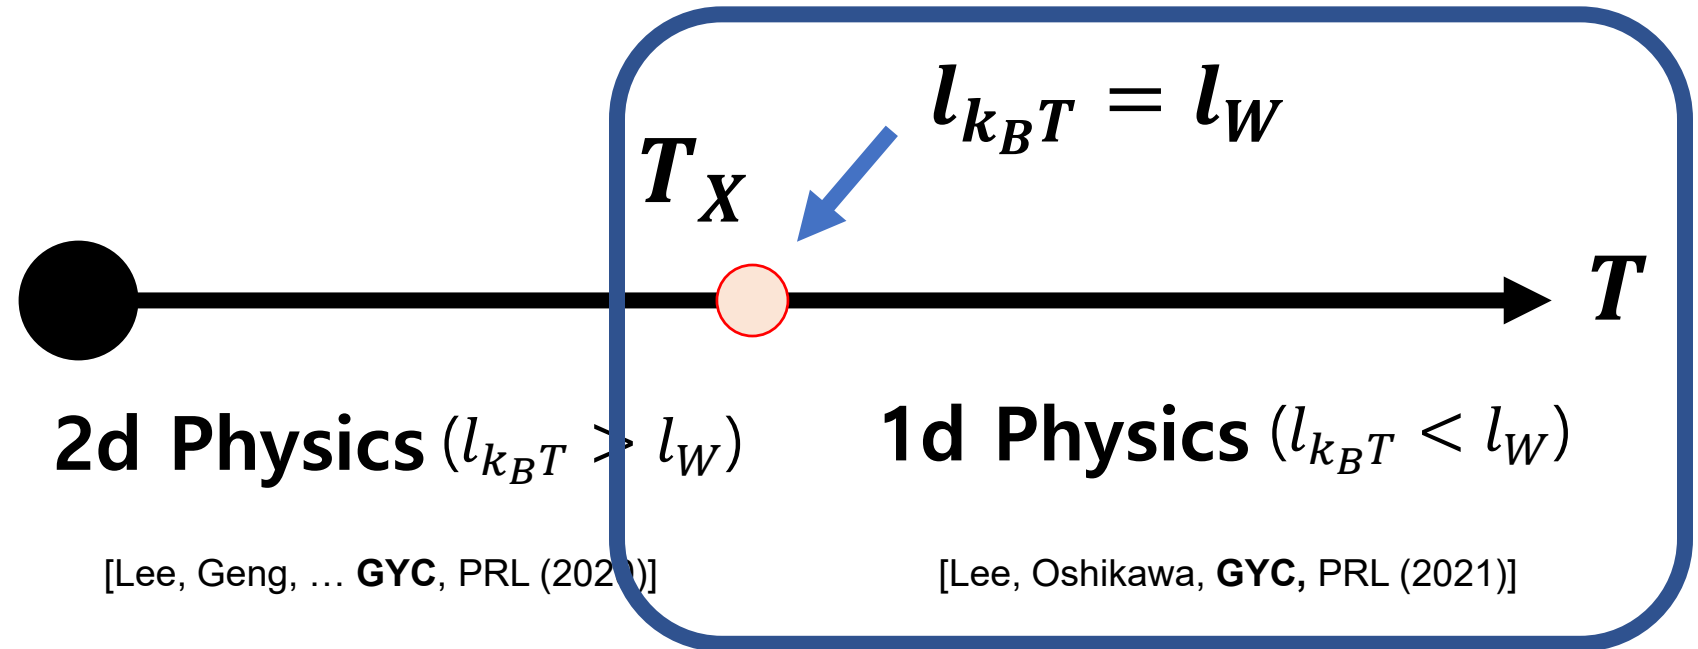 l_{k_B T} = l_W
T_X
T
2d Physics (l_{k_B T} > l_W)
1d Physics (l_{k_B T} < l_W)
[Lee, Geng, … GYC, PRL (2020)]
[Lee, Oshikawa, GYC, PRL (2021)]